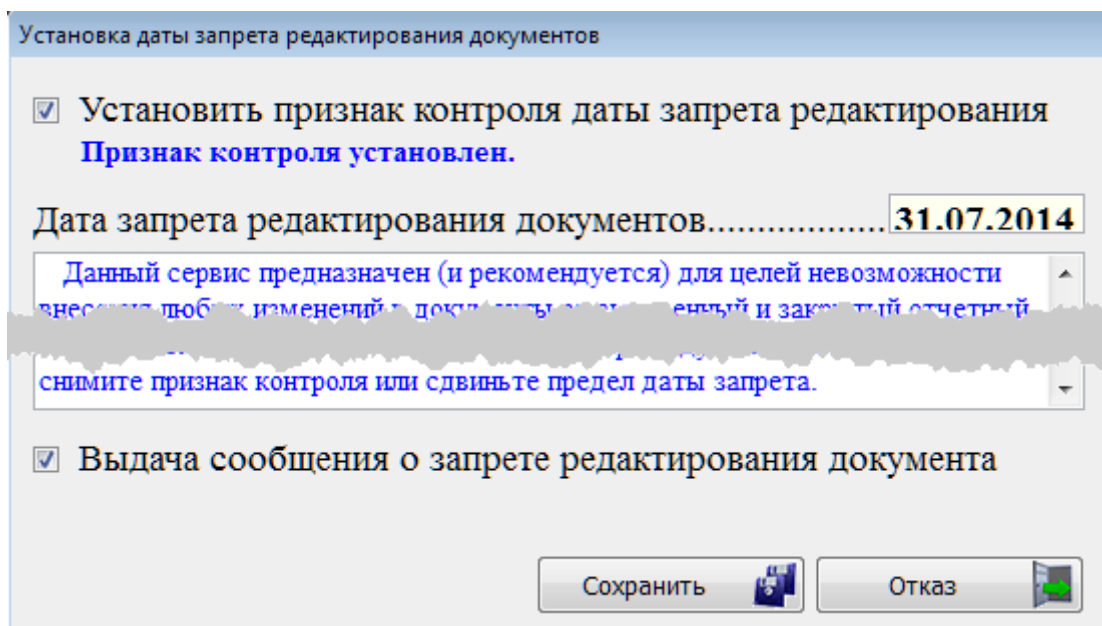 Установка даты запрета редактирования документов
Установить признак контроля даты запрета редактирования
Признак контроля установлен.
Дата запрета редактирования документов.................. 31.07.2014
Данный сервис предназначен (и рекомендуется) для целей невозможности
изменений и отчетный
снимите признак контроля или сдвиньте предел даты запрета.
Выдача сообщения о запрете редактирования документа
Сохранить Отказ